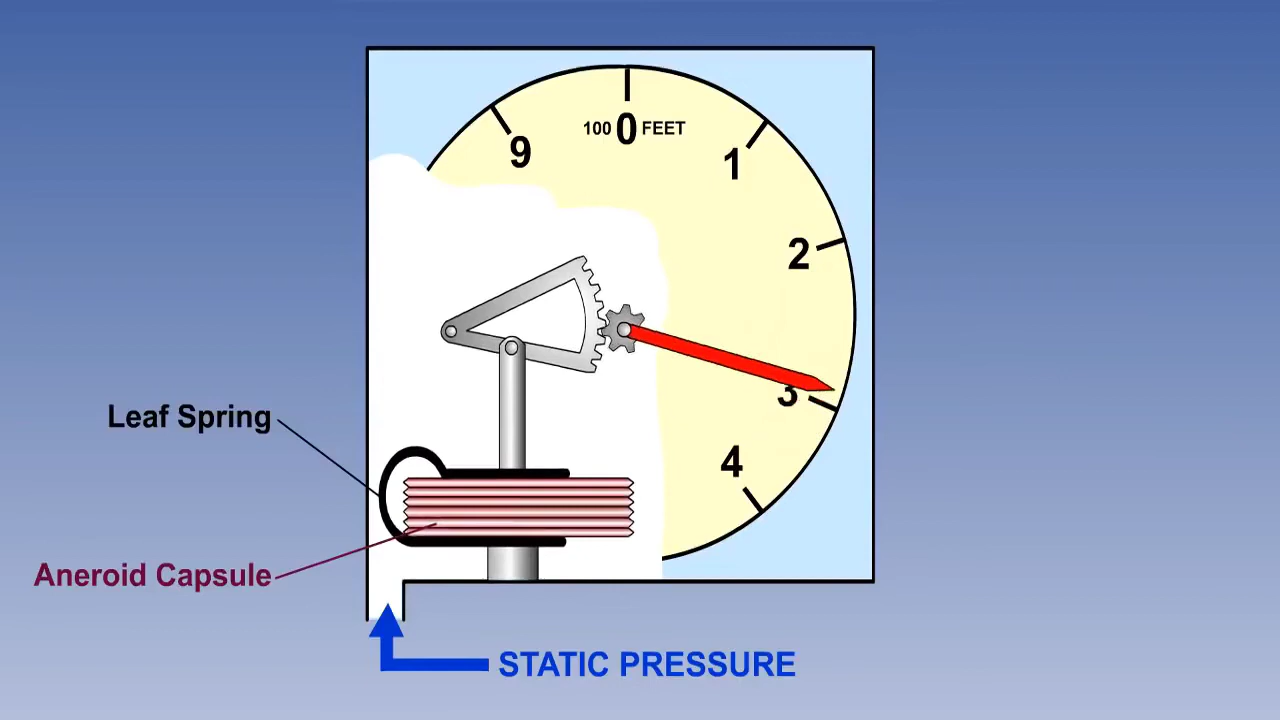 100 0 FEET
9
1
2
3
4
Leaf Spring
Aneroid Capsule
STATIC PRESSURE